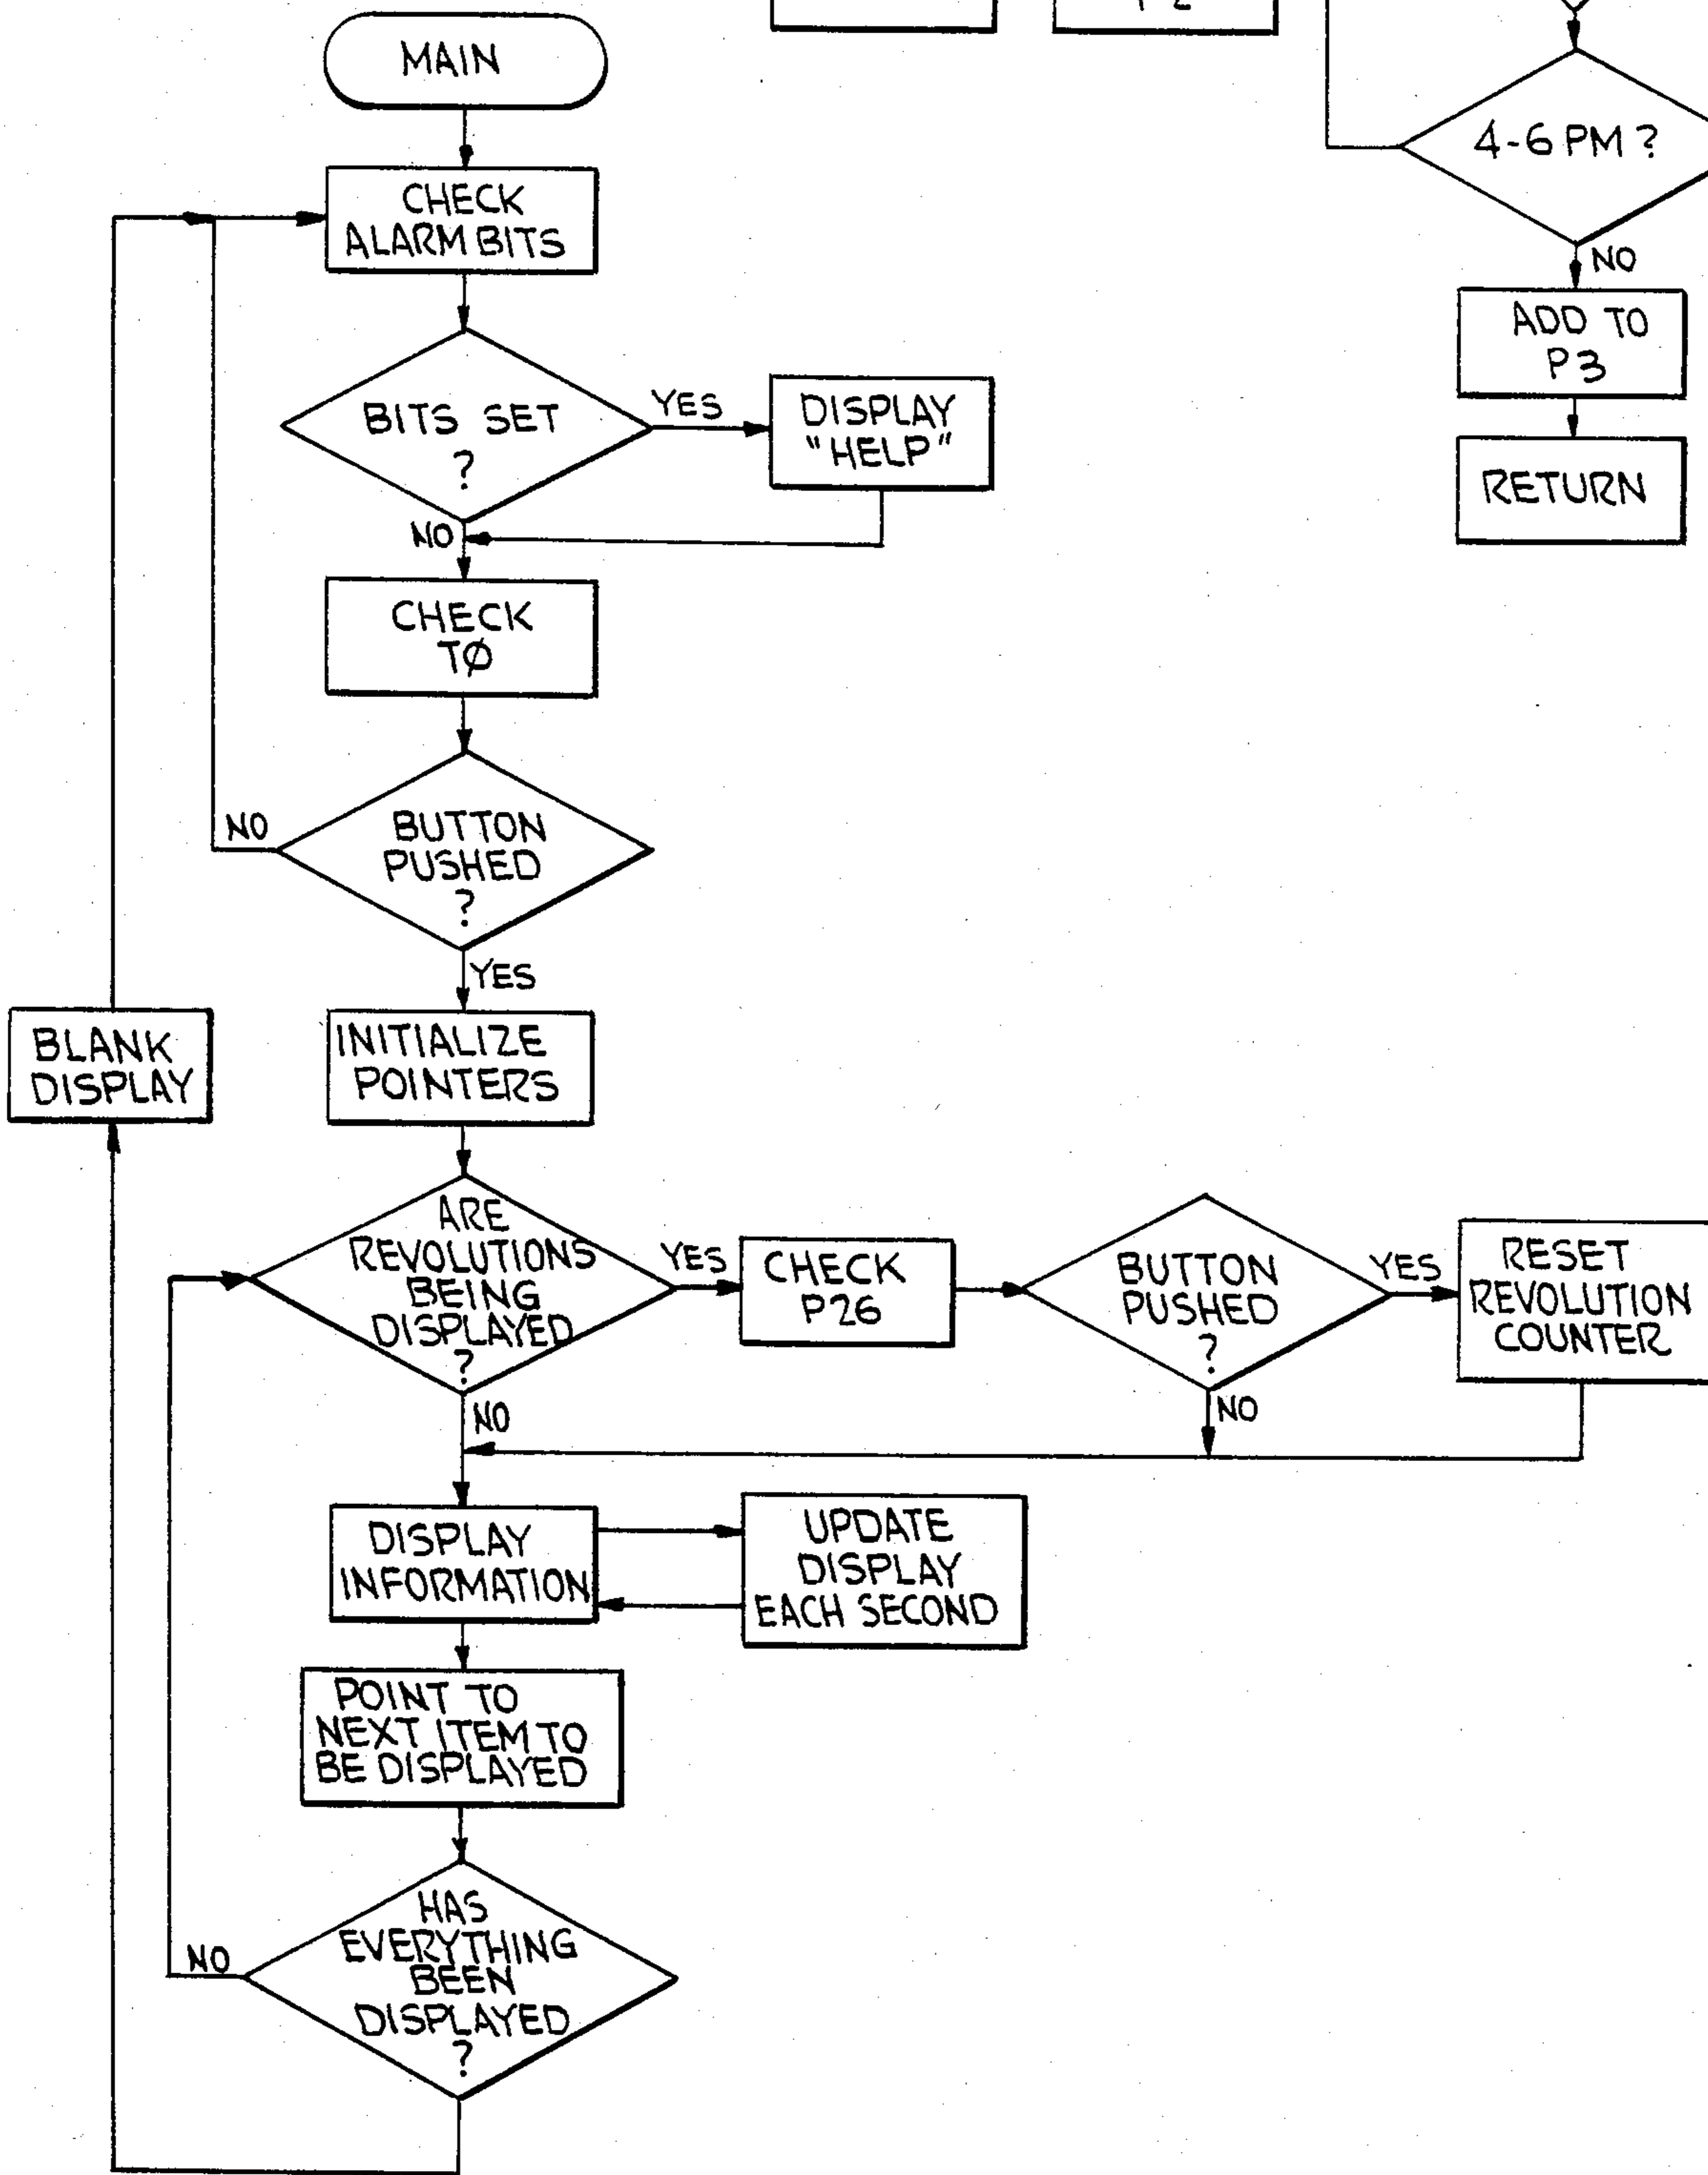 MAIN
CHECK
ALARM BITS
BITS SET
?
YES
DISPLAY
"HELP"
NO
CHECK
TØ
BUTTON
PUSHED
?
NO
YES
INITIALIZE
POINTERS
BLANK
DISPLAY
ARE
REVOLUTIONS
BEING
DISPLAYED
?
YES
CHECK
P26
BUTTON
PUSHED
?
YES
RESET
REVOLUTION
COUNTER
NO
NO
DISPLAY
INFORMATION
UPDATE
DISPLAY
EACH SECOND
POINT TO
NEXT ITEM TO
BE DISPLAYED
HAS
EVERYTHING
BEEN
DISPLAYED
?
NO
4-6 PM ?
NO
ADD TO
P3
RETURN